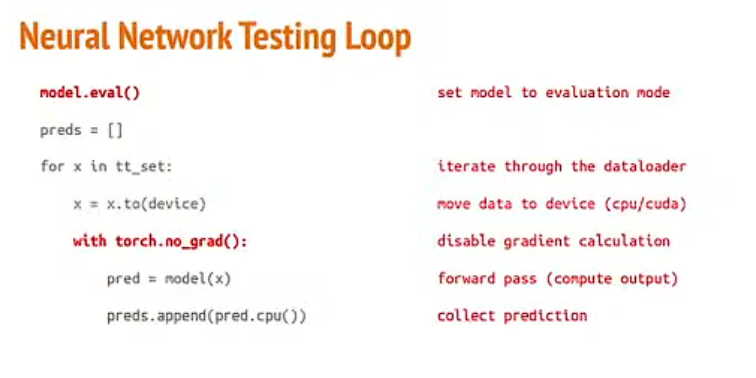 Neural Network Testing Loop
model.eval() set model to evaluation mode
preds = []
for x in tt_set: iterate through the dataloader
x = x.to(device) move data to device (cpu/cuda)
with torch.no_grad(): disable gradient calculation
pred = model(x) forward pass (compute output)
preds.append(pred.cpu()) collect prediction